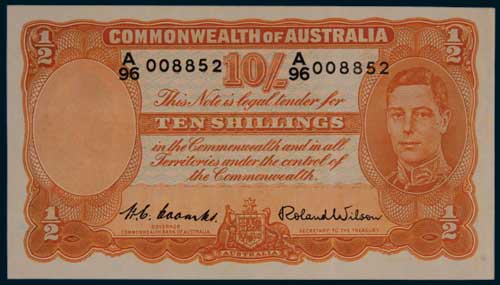 COMMONWEALTH OF AUSTRALIA
1/2
1/2
A/96 008852
A/96 008852
10/-
This Note is legal tender for
TEN SHILLINGS
in the Commonwealth and in all
Territories under the control of
the Commonwealth.
H.C. Coombs
Roland Wilson
GOVERNOR
COMMONWEALTH BANK OF AUSTRALIA
SECRETARY TO THE TREASURY
AUSTRALIA
1/2
1/2